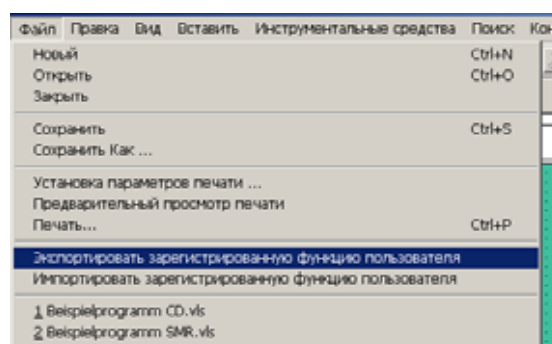 Файл Правка Вид Вставить Инструментальные средства Поиск
Новый Ctrl+N
Открыть Ctrl+O
Закрыть
Сохранить Ctrl+S
Сохранить Как ...
Установка параметров печати ...
Предварительный просмотр печати
Печать... Ctrl+P
Экспортировать зарегистрированную функцию пользователя
Импортировать зарегистрированную функцию пользователя
1 Beispielprogramm CD.vls
2 Beispielprogramm SMR.vls